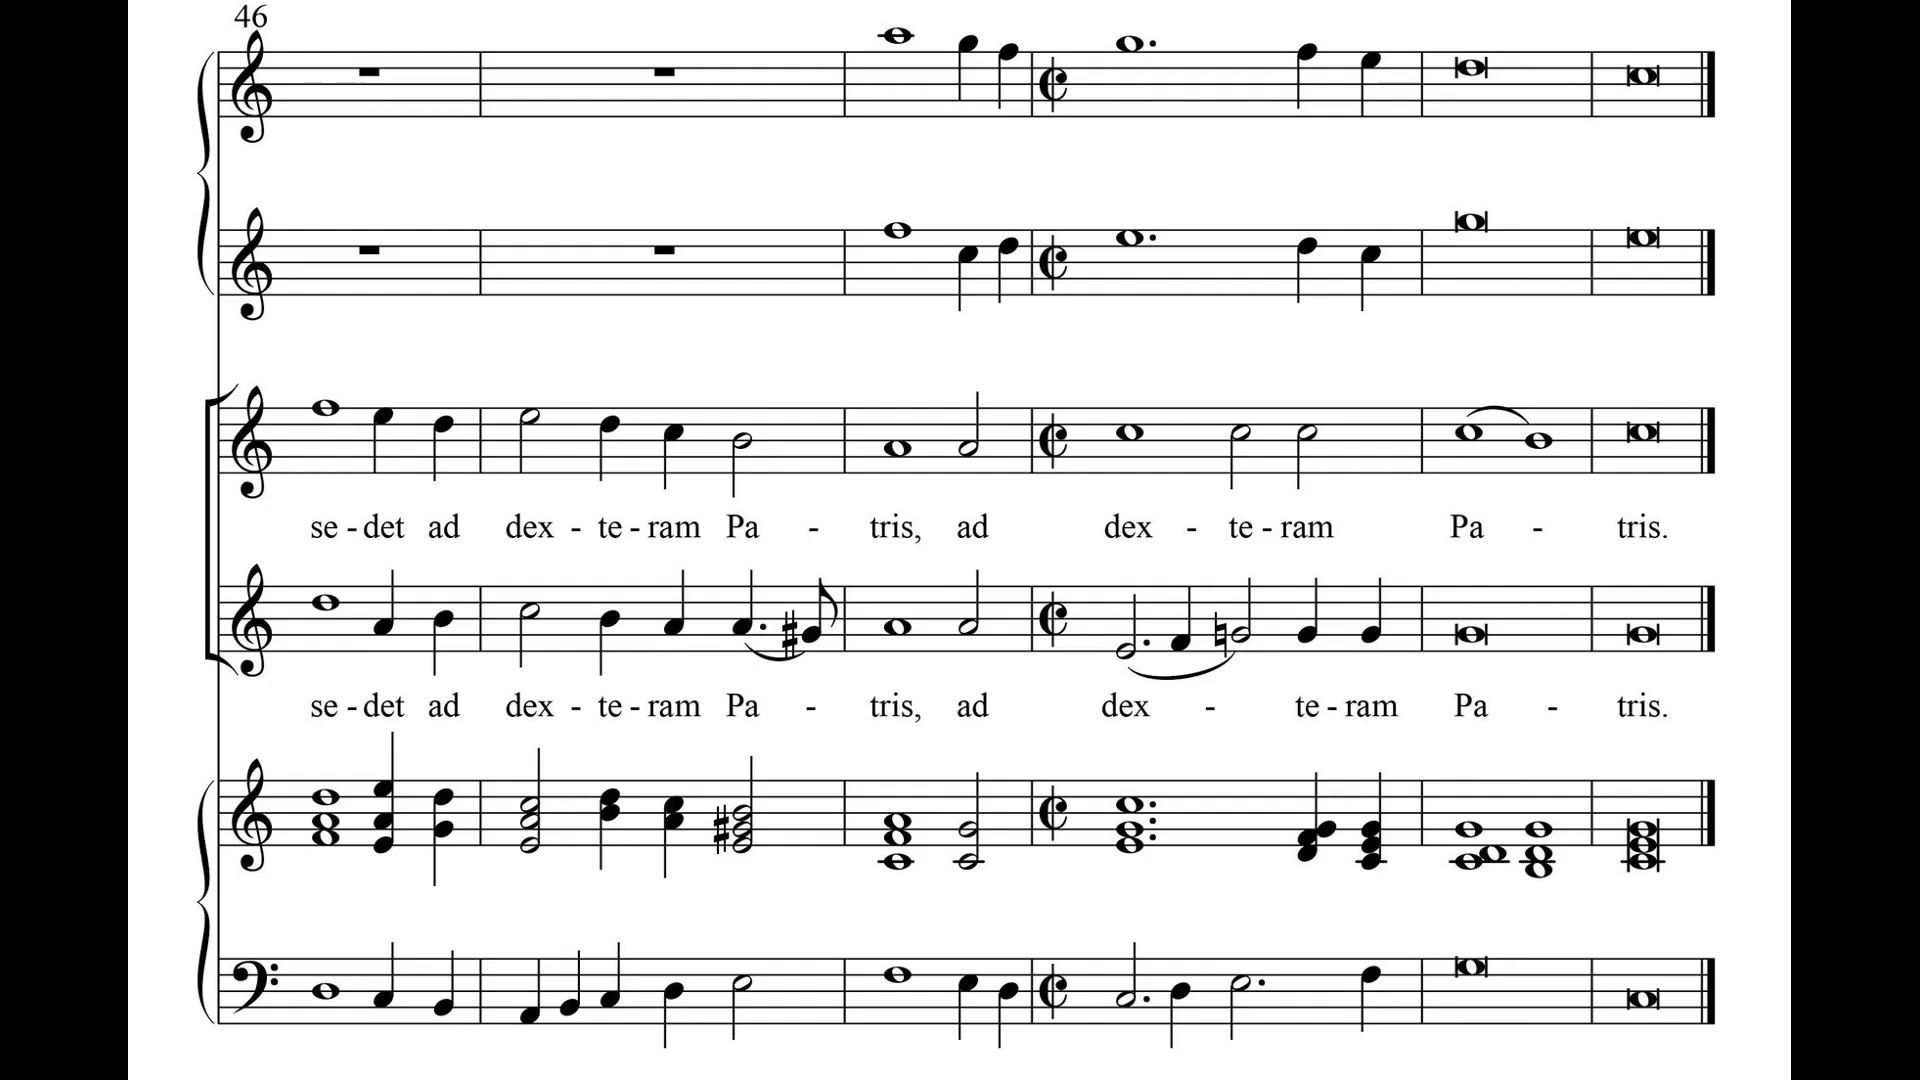 46
se - det ad dex - te - ram Pa - tris, ad dex - te - ram Pa - tris.
se - det ad dex - te - ram Pa - tris, ad dex - te - ram Pa - tris.